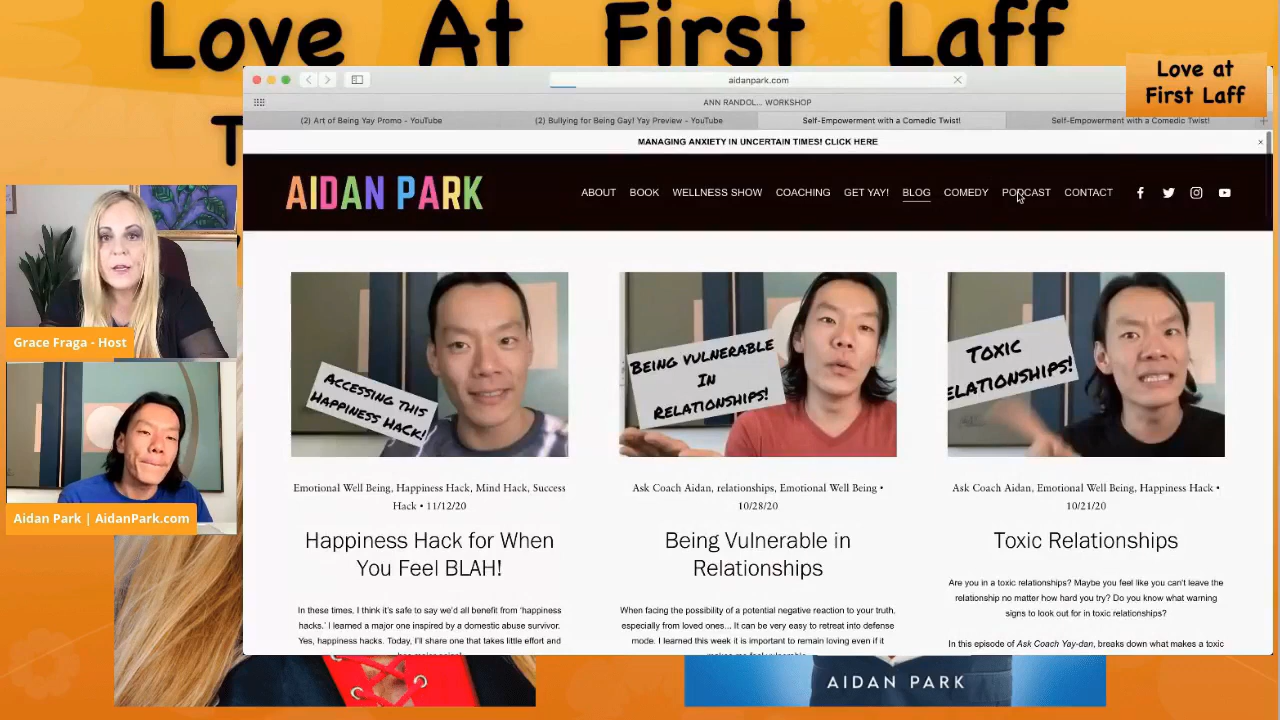 Love At First Laff
T
Love at
First Laff
aidanpark.com
ANN RANDOL... WORKSHOP
(2) Art of Being Yay Promo - YouTube
(2) Bullying for Being Gay! Yay Preview - YouTube
Self-Empowerment with a Comedic Twist!
Self-Empowerment with a Comedic Twist!
MANAGING ANXIETY IN UNCERTAIN TIMES! CLICK HERE
AIDAN PARK
ABOUT BOOK WELLNESS SHOW COACHING GET YAY! BLOG COMEDY PODCAST CONTACT
Grace Fraga - Host
Aidan Park | AidanPark.com
ACCESSING THIS
HAPPINESS HACK!
BEING VULNERABLE
IN
RELATIONSHIPS!
TOXIC
ELATIONSHIPS!
Emotional Well Being, Happiness Hack, Mind Hack, Success
Hack • 11/12/20
Happiness Hack for When
You Feel BLAH!
In these times, I think it's safe to say we'd all benefit from 'happiness
hacks.' I learned a major one inspired by a domestic abuse survivor.
Yes, happiness hacks. Today, I'll share one that takes little effort and
Ask Coach Aidan, relationships, Emotional Well Being •
10/28/20
Being Vulnerable in
Relationships
When facing the possibility of a potential negative reaction to your truth,
especially from loved ones... It can be very easy to retreat into defense
mode. I learned this week it is important to remain loving even if it
Ask Coach Aidan, Emotional Well Being, Happiness Hack •
10/21/20
Toxic Relationships
Are you in a toxic relationships? Maybe you feel like you can't leave the
relationship no matter how hard you try? Do you know what warning
signs to look out for in toxic relationships?
In this episode of Ask Coach Yay-dan, breaks down what makes a toxic
AIDAN PARK